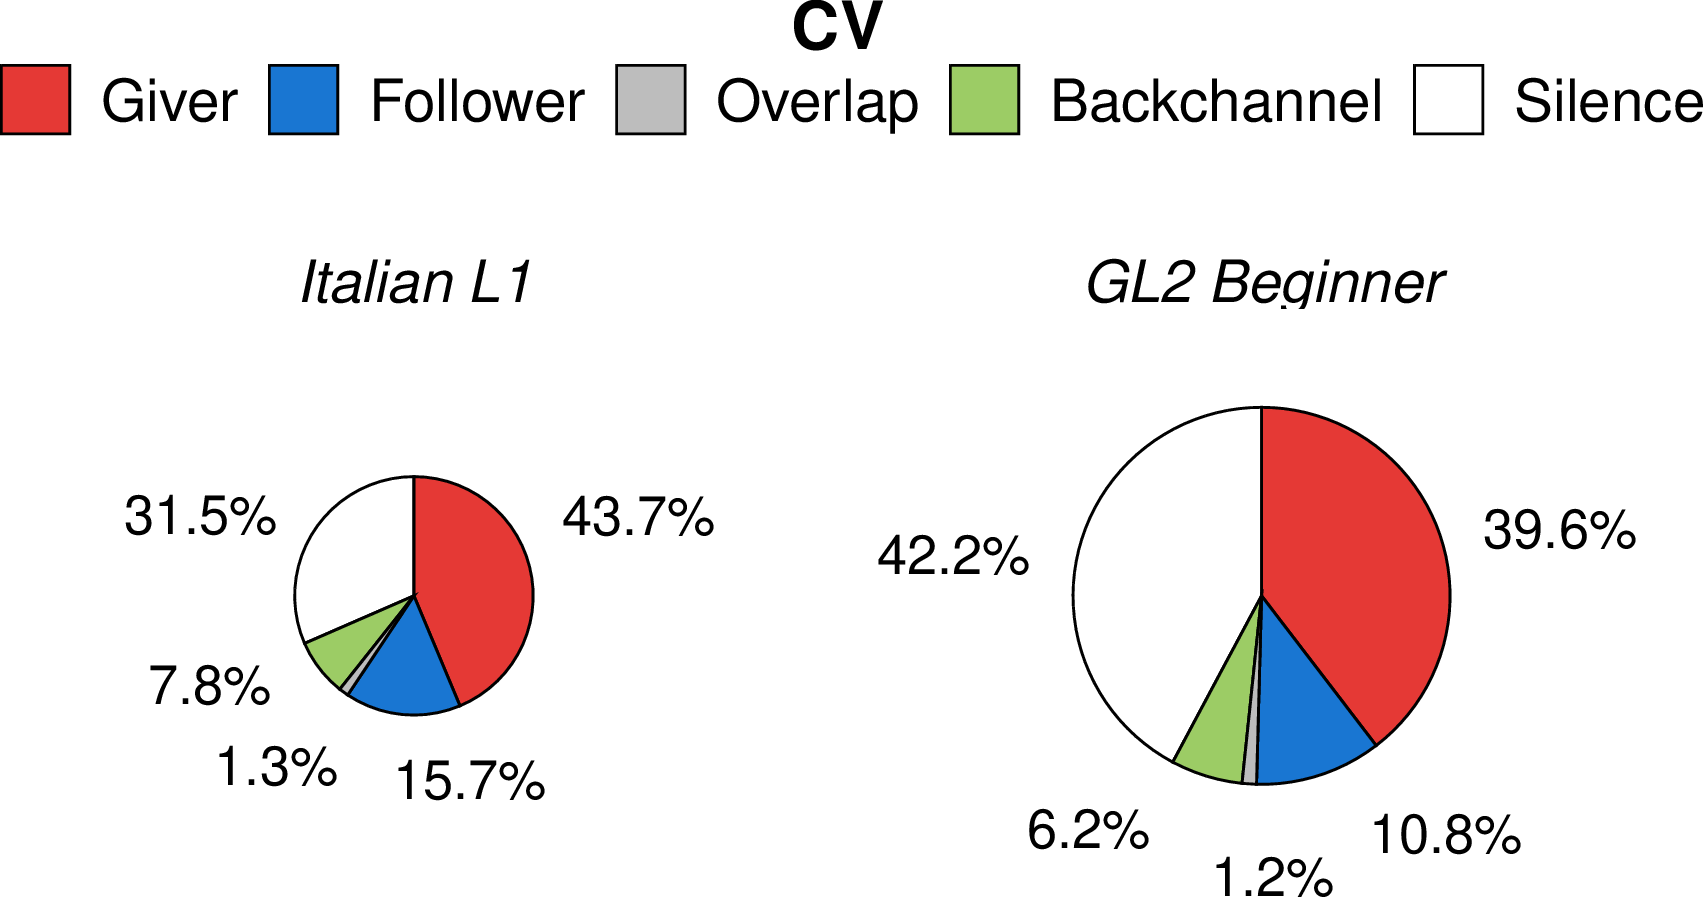 CV
Giver Follower Overlap Backchannel Silence
Italian L1
31.5%
43.7%
7.8%
1.3%
15.7%
GL2 Beginner
39.6%
42.2%
6.2%
10.8%
1.2%